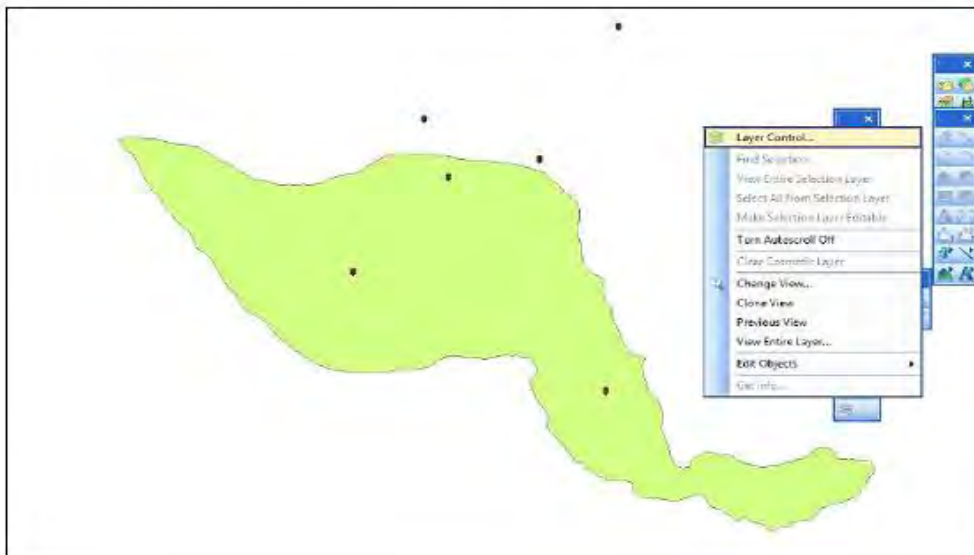 Layer Control...
Find Selection
View Entire Selection Layer
Select All From Selection Layer
Make Selection Layer Editable
Turn Autoscroll Off
Clear Cosmetic Layer
Change View...
Clone View
Previous View
View Entire Layer...
Edit Objects
Get Info...